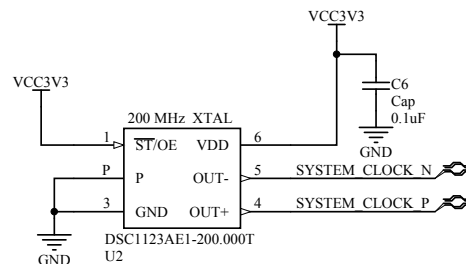 VCC3V3
VCC3V3
C6
Cap
0.1uF
GND
200 MHz XTAL
1 ST/OE VDD 6
P P OUT- 5 SYSTEM_CLOCK_N
3 GND OUT+ 4 SYSTEM_CLOCK_P
DSC1123AE1-200.000T
U2
GND